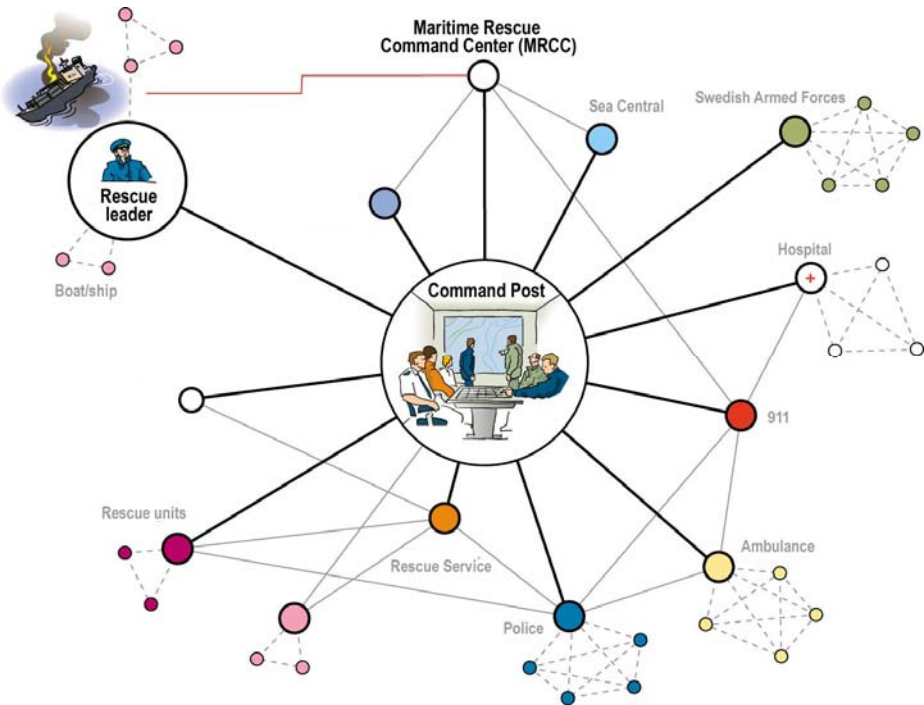 Maritime Rescue
Command Center (MRCC)
Sea Central
Swedish Armed Forces
Rescue
leader
Boat/ship
Command Post
Hospital
911
Rescue units
Rescue Service
Ambulance
Police